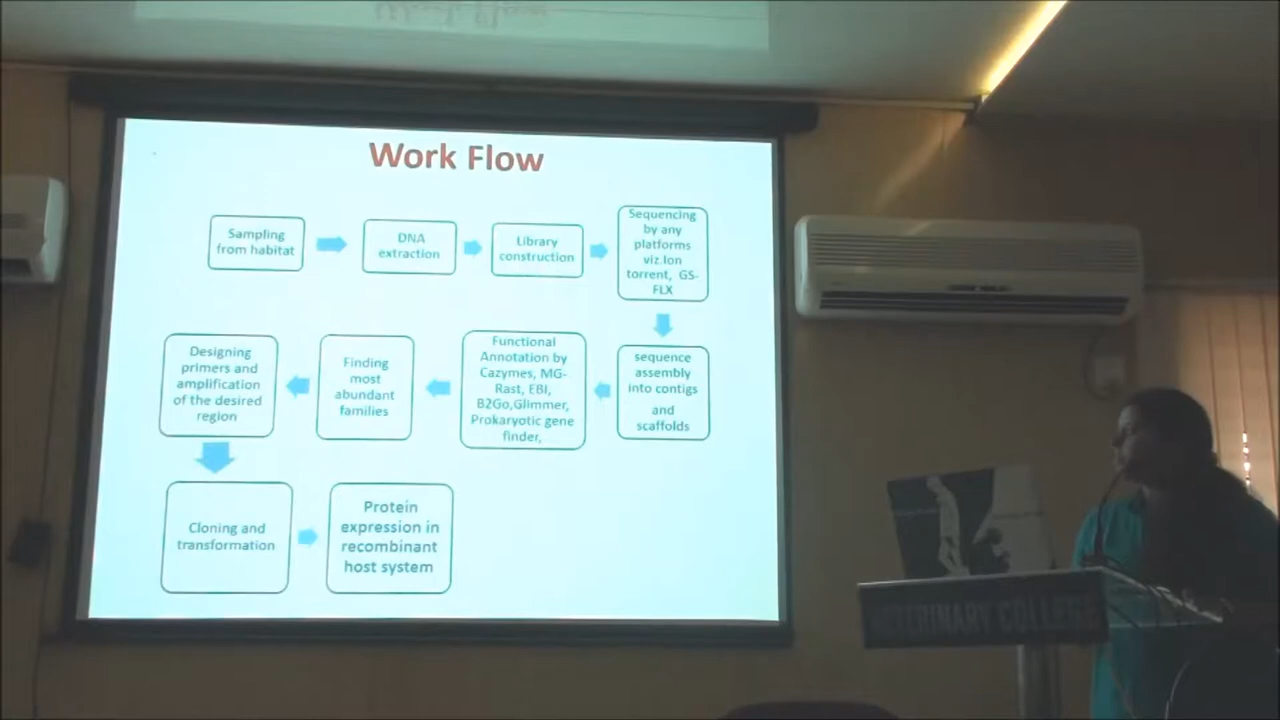 Work Flow
Sampling
from habitat
DNA
extraction
Library
construction
Sequencing
by any
platforms
viz.Ion
torrent, GS-
FLX
sequence
assembly
into contigs
and
scaffolds
Functional
Annotation by
Cazymes, MG-
Rast, EBI,
B2Go,Glimmer,
Prokaryotic gene
finder,
Finding
most
abundant
families
Designing
primers and
amplification
of the desired
region
Cloning and
transformation
Protein
expression in
recombinant
host system
VETERINARY COLLEGE